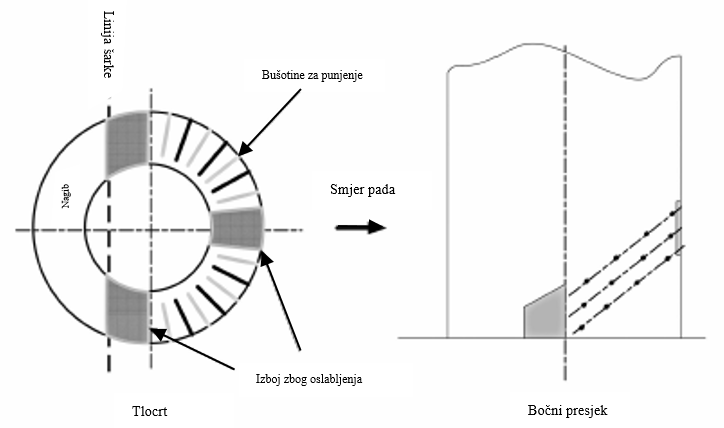 Linija šarke
Bušotine za punjenje
Smjer pada
Nagib
Izboj zbog oslabljenja
Tlocrt
Bočni presjek